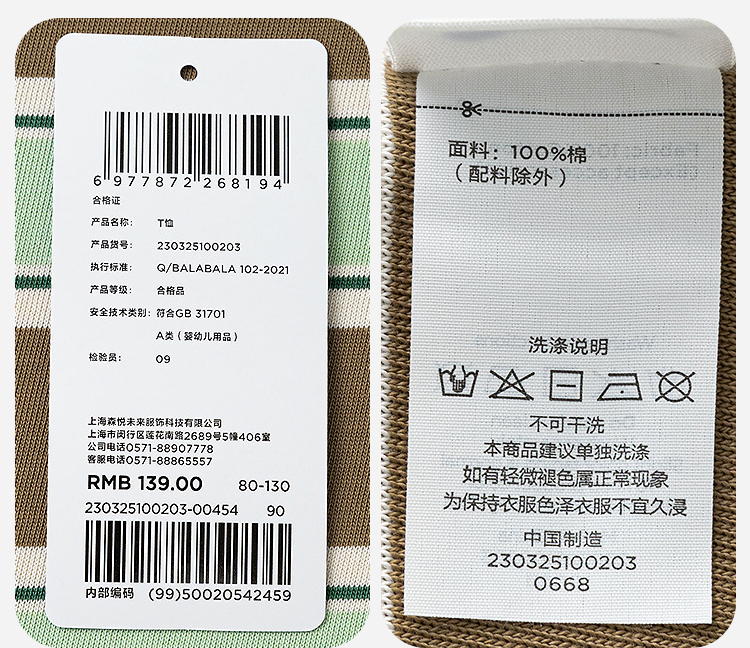 6 977872 268194
合格证
产品名称: T恤
产品货号: 230325100203
执行标准: Q/BALABALA 102-2021
产品等级: 合格品
安全技术类别: 符合GB 31701
A类 ( 婴幼儿用品 )
检验员: 09
上海森悦未来服饰科技有限公司
上海市闵行区莲花南路2689号5幢406室
公司电话0571-88907778
客服电话0571-88865557
RMB 139.00 80-130
230325100203-00454 90
内部编码 (99)50020542459
面料: 100%棉
( 配料除外 )
洗涤说明
不可干洗
本商品建议单独洗涤
如有轻微褪色属正常现象
为保持衣服色泽衣服不宜久浸
中国制造
230325100203
0668